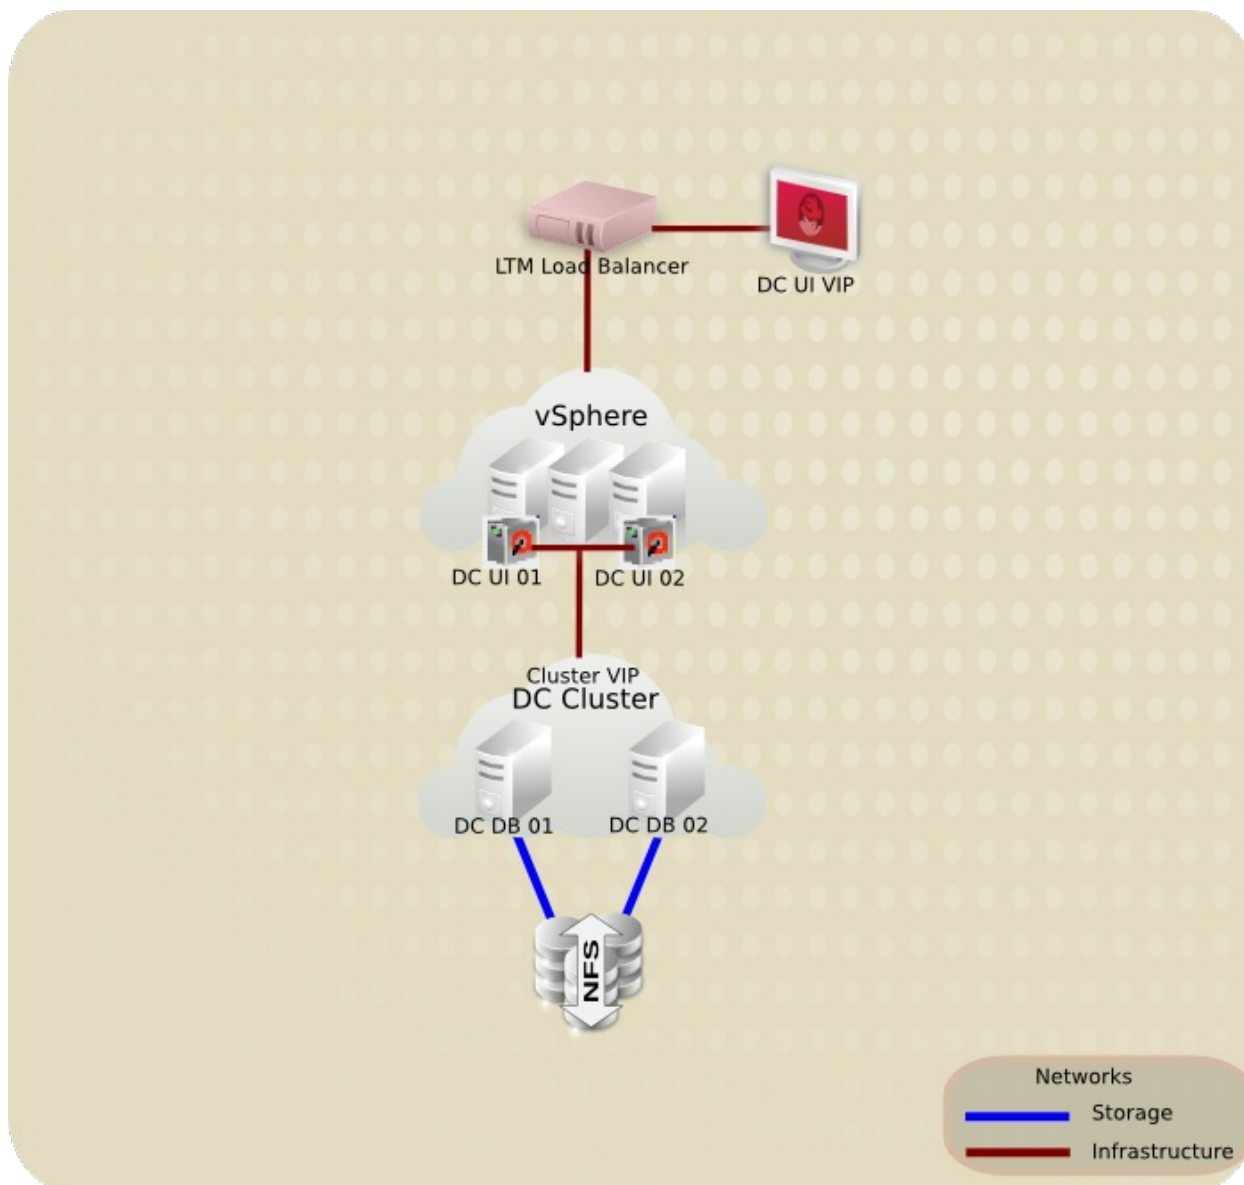 LTM Load Balancer
DC UI VIP
vSphere
DC UI 01
DC UI 02
Cluster VIP
DC Cluster
DC DB 01
DC DB 02
NFS
Networks
Storage
Infrastructure